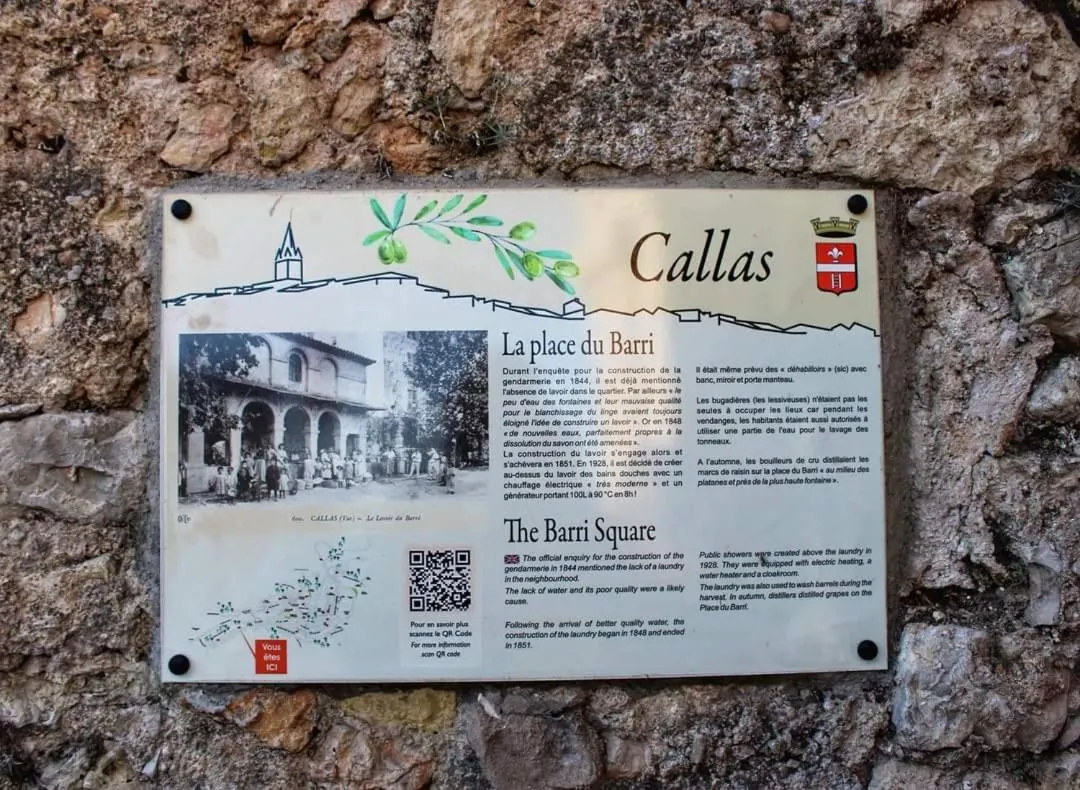 Callas
La place du Barri
Durant l'enquête pour la construction de la
gendarmerie en 1844, il est déjà mentionné
l'absence de lavoir dans le quartier. Par ailleurs « le
peu d'eau des fontaines et leur mauvaise qualité
pour le blanchissage du linge avaient toujours
éloigné l'idée de construire un lavoir ». Or en 1848
« de nouvelles eaux, parfaitement propres à la
dissolution du savon ont été amenées ».
La construction du lavoir s'engage alors et
s'achèvera en 1851. En 1928, il est décidé de créer
au-dessus du lavoir des bains douches avec un
chauffage électrique « très moderne » et un
générateur portant 100L à 90 °C en 8h !
Il était même prévu des « déhabilloirs » (sic) avec
banc, miroir et porte manteau.
Les bugadières (les lessiveuses) n'étaient pas les
seules à occuper les lieux car pendant les
vendanges, les habitants étaient aussi autorisés à
utiliser une partie de l'eau pour le lavage des
tonneaux.
A l'automne, les bouilleurs de cru distillaient les
marcs de raisin sur la place du Barri « au milieu des
platanes et près de la plus haute fontaine ».
600. CALLAS (Var) – Le Lavoir du Barri
The Barri Square
The official enquiry for the construction of the
gendarmerie in 1844 mentioned the lack of a laundry
in the neighbourhood.
The lack of water and its poor quality were a likely
cause.
Following the arrival of better quality water, the
construction of the laundry began in 1848 and ended
in 1851.
Public showers were created above the laundry in
1928. They were equipped with electric heating, a
water heater and a cloakroom.
The laundry was also used to wash barrels during the
harvest. In autumn, distillers distilled grapes on the
Place du Barri.
Vous
êtes
ICI
Pour en savoir plus
scannez le QR Code
For more information
scan QR code